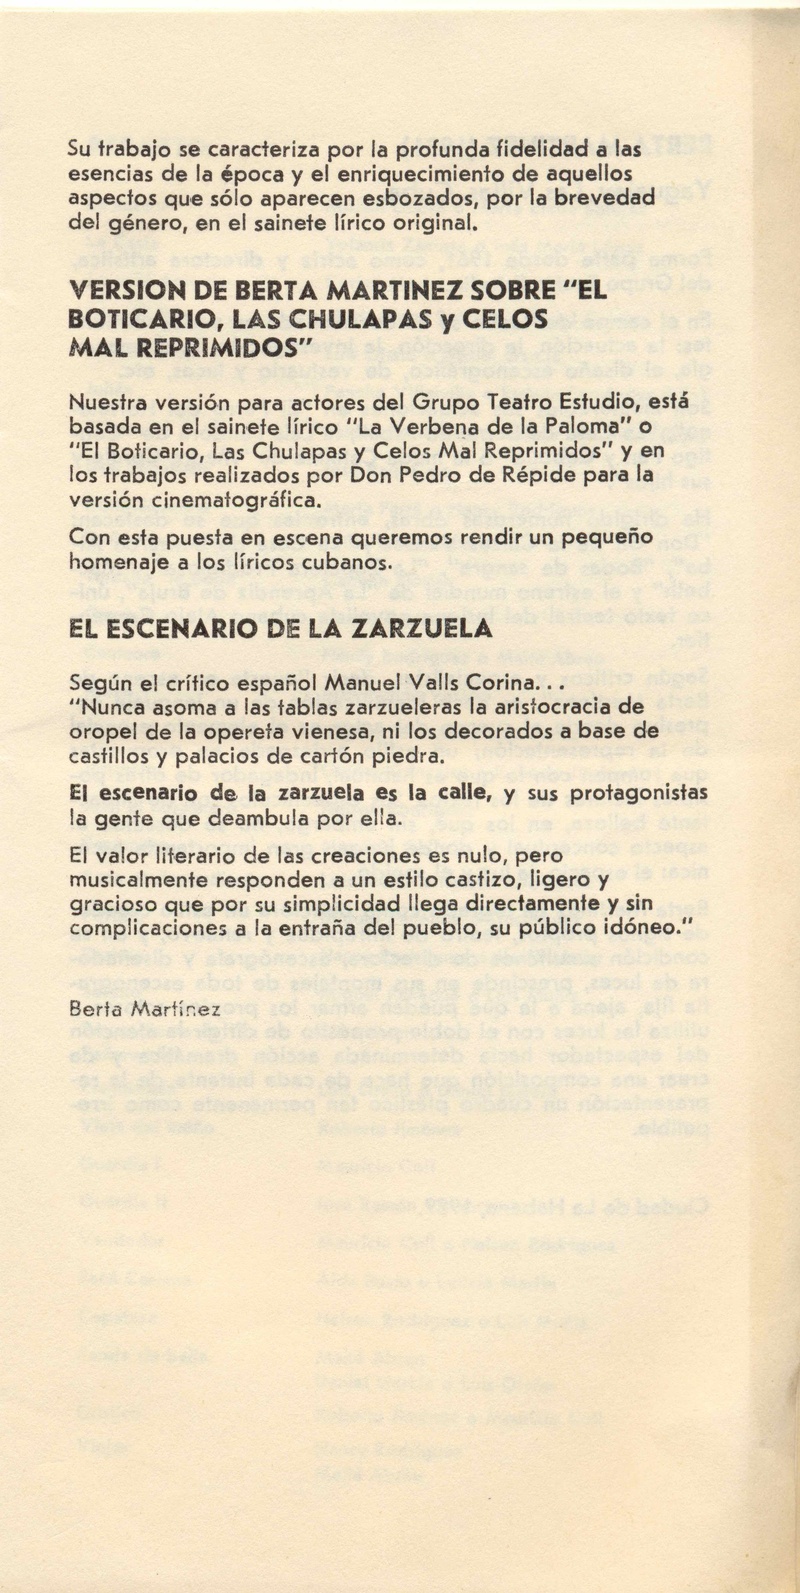 Su trabajo se caracteriza por la profunda fidelidad a las
esencias de la época y el enriquecimiento de aquellos
aspectos que sólo aparecen esbozados, por la brevedad
del género, en el sainete lírico original.
VERSION DE BERTA MARTINEZ SOBRE "EL
BOTICARIO, LAS CHULAPAS y CELOS
MAL REPRIMIDOS"
Nuestra versión para actores del Grupo Teatro Estudio, está
basada en el sainete lírico "La Verbena de la Paloma" o
"El Boticario, Las Chulapas y Celos Mal Reprimidos" y en
los trabajos realizados por Don Pedro de Répide para la
versión cinematográfica.
Con esta puesta en escena queremos rendir un pequeño
homenaje a los líricos cubanos.
EL ESCENARIO DE LA ZARZUELA
Según el crítico español Manuel Valls Corina...
"Nunca asoma a las tablas zarzueleras la aristocracia de
oropel de la opereta vienesa, ni los decorados a base de
castillos y palacios de cartón piedra.
El escenario de la zarzuela es la calle, y sus protagonistas
la gente que deambula por ella.
El valor literario de las creaciones es nulo, pero
musicalmente responden a un estilo castizo, ligero y
gracioso que por su simplicidad llega directamente y sin
complicaciones a la entraña del pueblo, su público idóneo."
Berta Martínez